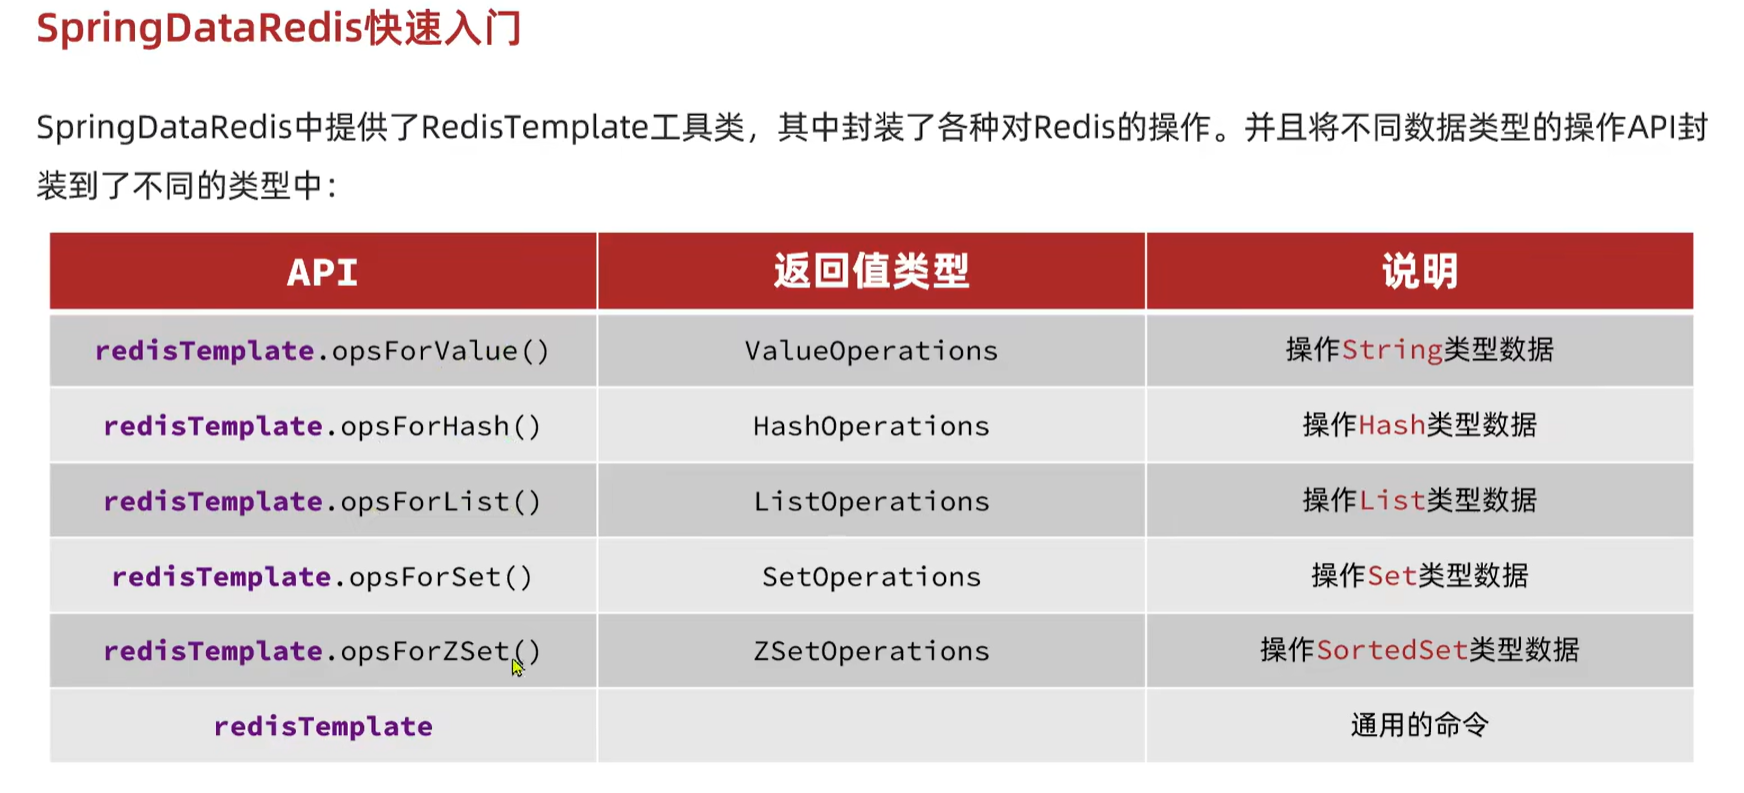 SpringDataRedis快速入门
SpringDataRedis中提供了RedisTemplate工具类，其中封装了各种对Redis的操作。并且将不同数据类型的操作API封
装到了不同的类型中：
API 返回值类型 说明
redisTemplate.opsForValue() ValueOperations 操作String类型数据
redisTemplate.opsForHash() HashOperations 操作Hash类型数据
redisTemplate.opsForList() ListOperations 操作List类型数据
redisTemplate.opsForSet() SetOperations 操作Set类型数据
redisTemplate.opsForZSet() ZSetOperations 操作SortedSet类型数据
redisTemplate 通用的命令